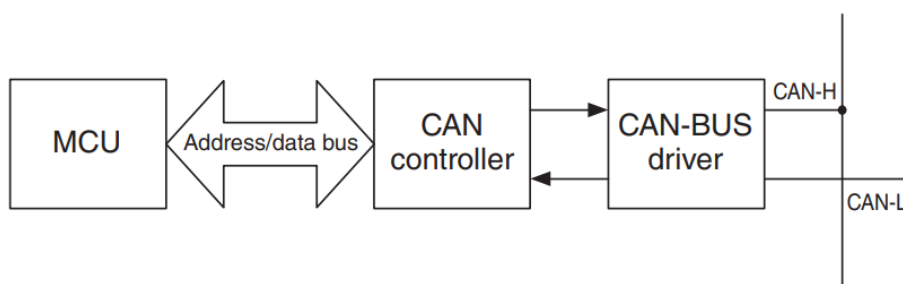 MCU
Address/data bus
CAN
controller
CAN-BUS
driver
CAN-H
CAN-L